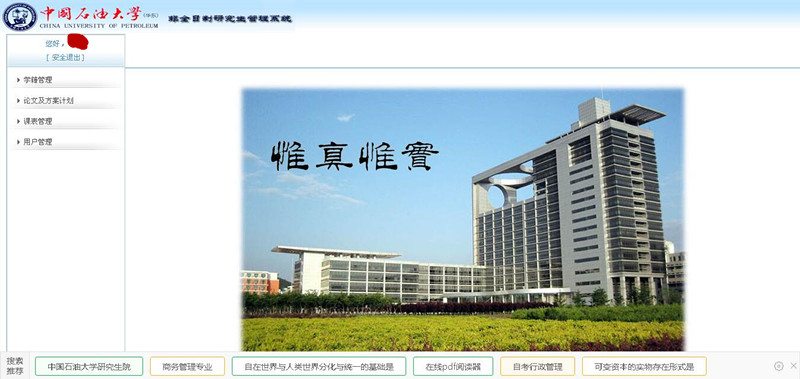 中国石油大学(华东) 非全日制研究生管理系统
CHINA UNIVERSITY OF PETROLEUM
您好，
[ 安全退出 ]
学籍管理
论文及方案计划
课表管理
用户管理
惟真惟實
搜索
推荐
中国石油大学研究生院 商务管理专业 自在世界与人类世界分化与统一的基础是 在线pdf阅读器 自考行政管理 可变资本的实物存在形式是